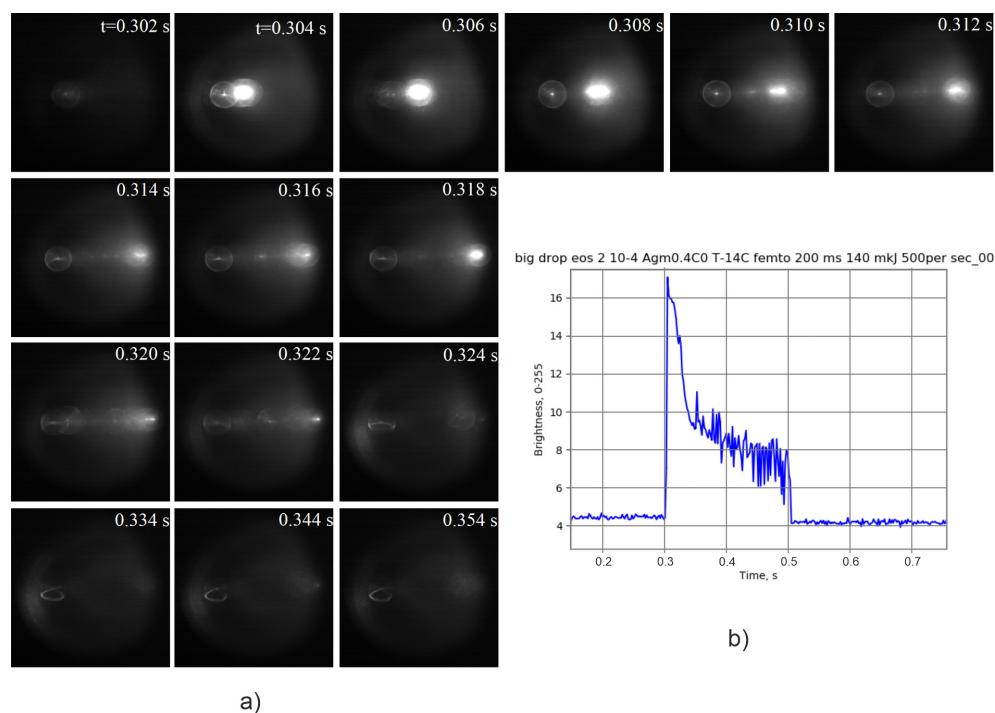 t=0.302 s
t=0.304 s
0.306 s
0.308 s
0.310 s
0.312 s
0.314 s
0.316 s
0.318 s
0.320 s
0.322 s
0.324 s
0.334 s
0.344 s
0.354 s
a)
big drop eos 2 10-4 Agm0.4C0 T-14C femto 200 ms 140 mkJ 500per sec_00
Brightness, 0-255
16
14
12
10
8
6
4
0.2
0.3
0.4
0.5
0.6
0.7
Time, s
b)